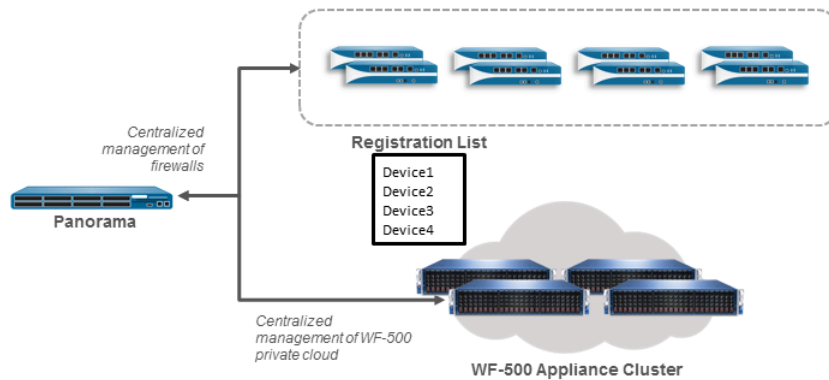 Centralized
management of
firewalls
Registration List
Device1
Device2
Device3
Device4
Panorama
Centralized
management of WF-500
private cloud
WF-500 Appliance Cluster